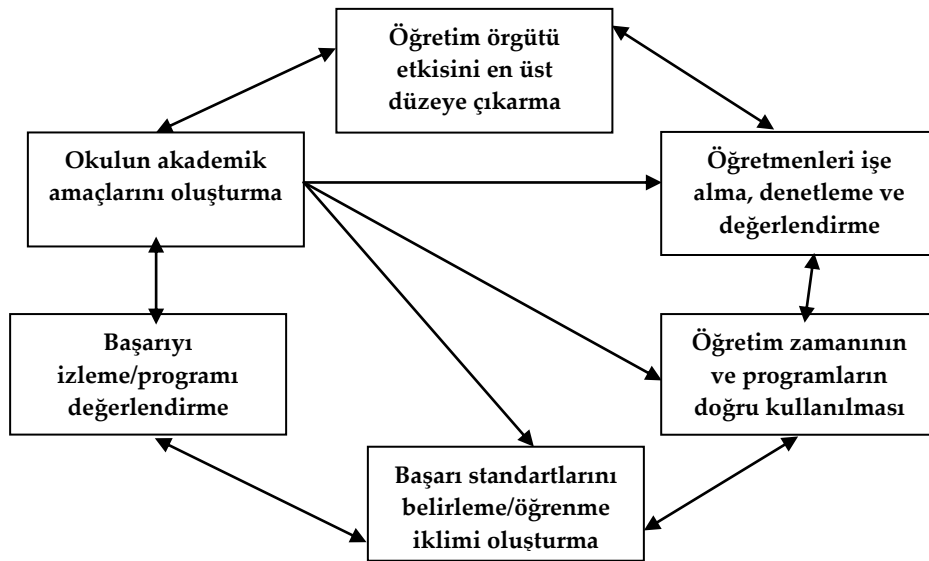 Öğretim örgütü
etkisini en üst
düzeye çıkarma
Okulun akademik
amaçlarını oluşturma
Öğretmenleri işe
alma, denetleme ve
değerlendirme
Başarıyı
izleme/programı
değerlendirme
Öğretim zamanının
ve programların
doğru kullanılması
Başarı standartlarını
belirleme/öğrenme
iklimi oluşturma